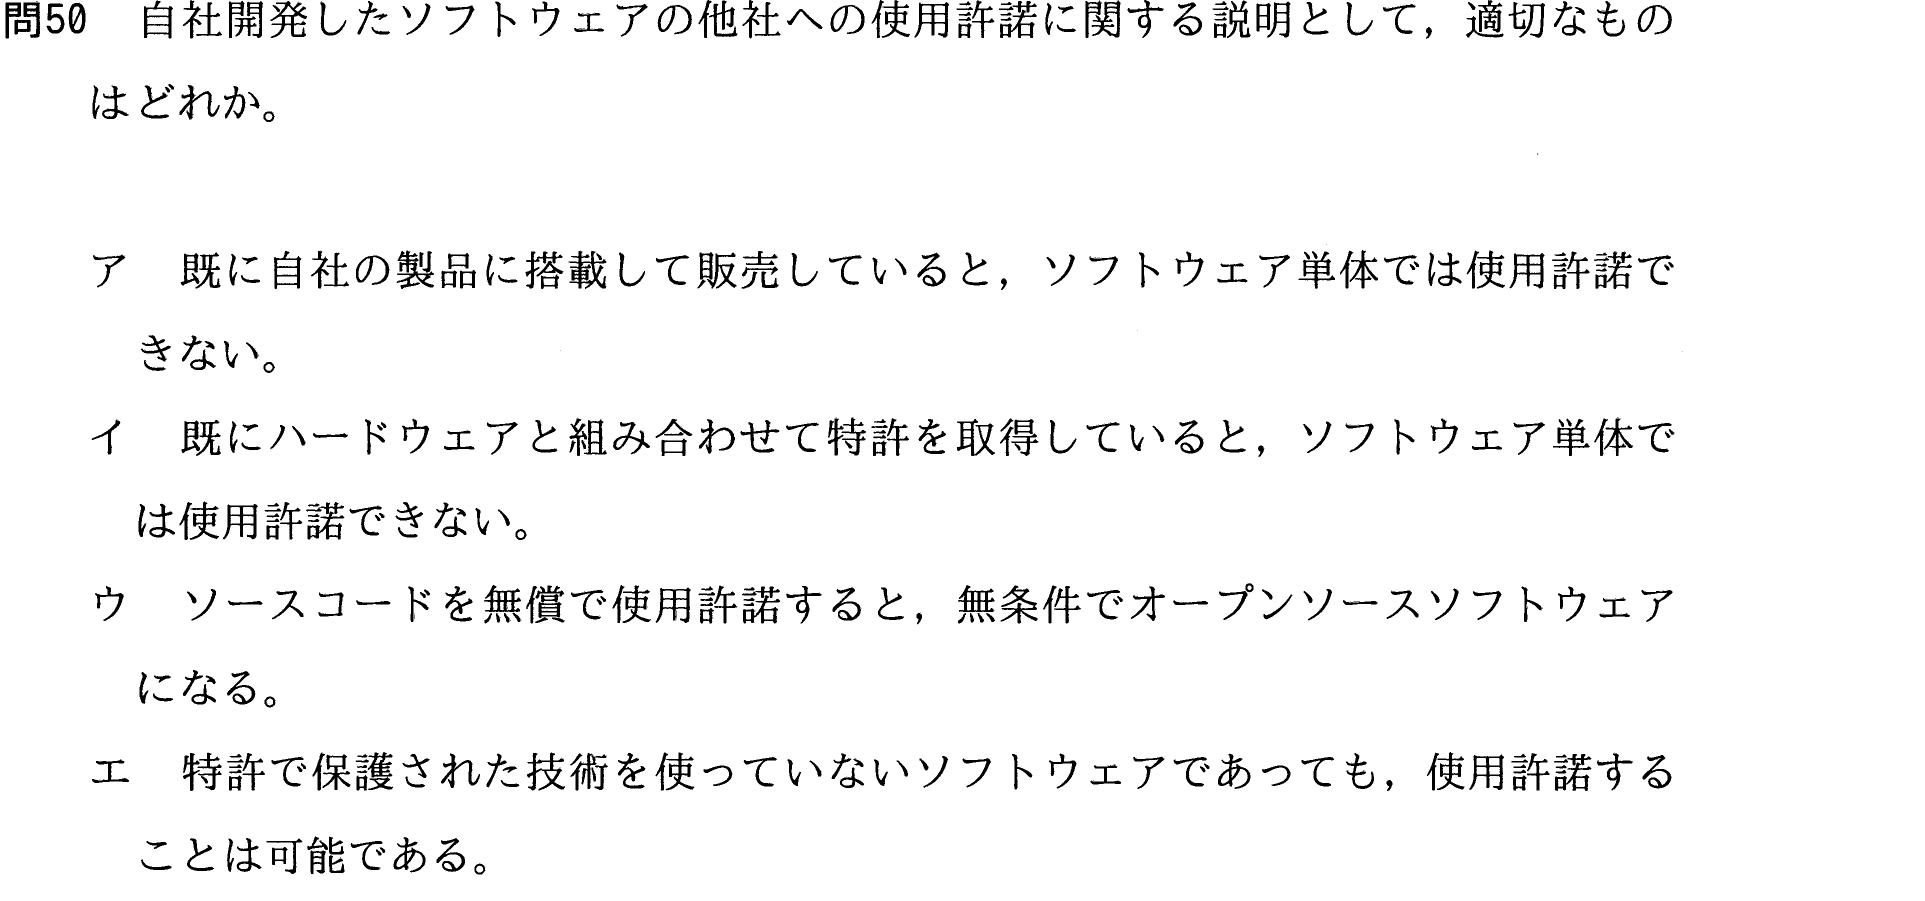 問50　自社開発したソフトウェアの他社への使用許諾に関する説明として，適切なもの
はどれか。
ア　既に自社の製品に搭載して販売していると，ソフトウェア単体では使用許諾で
きない。
イ　既にハードウェアと組み合わせて特許を取得していると，ソフトウェア単体で
は使用許諾できない。
ウ　ソースコードを無償で使用許諾すると，無条件でオープンソースソフトウェア
になる。
エ　特許で保護された技術を使っていないソフトウェアであっても，使用許諾する
ことは可能である。